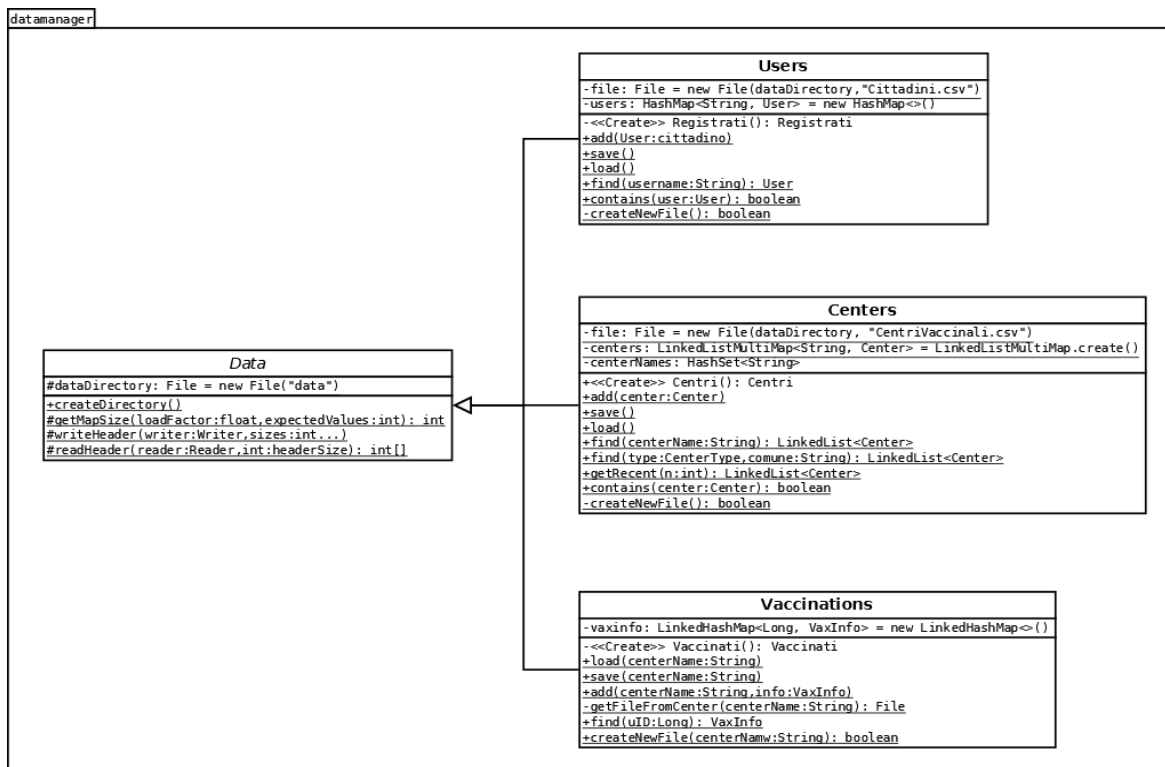 datamanager
Users
-file: File = new File(dataDirectory,"Cittadini.csv")
-users: HashMap<String, User> = new HashMap<>()
-<<Create>> Registrati(): Registrati
+add(User:cittadino)
+save()
+load()
+find(username:String): User
+contains(user:User): boolean
-createNewFile(): boolean
Centers
-file: File = new File(dataDirectory, "CentriVaccinali.csv")
-centers: LinkedListMultiMap<String, Center> = LinkedListMultiMap.create()
-centerNames: HashSet<String>
+<<Create>> Centri(): Centri
+add(center:Center)
+save()
+load()
+find(centerName:String): LinkedList<Center>
+find(type:CenterType,comune:String): LinkedList<Center>
+getRecent(n:int): LinkedList<Center>
+contains(center:Center): boolean
-createNewFile(): boolean
Data
#dataDirectory: File = new File("data")
+createDirectory()
#getMapSize(loadFactor:float,expectedValues:int): int
#writeHeader(writer:Writer,sizes:int...)
#readHeader(reader:Reader,int:headerSize): int[]
Vaccinations
-vaxinfo: LinkedHashMap<Long, VaxInfo> = new LinkedHashMap<>()
-<<Create>> Vaccinati(): Vaccinati
+load(centerName:String)
+save(centerName:String)
+add(centerName:String,info:VaxInfo)
-getFileFromCenter(centerName:String): File
+find(uID:Long): VaxInfo
+createNewFile(centerNamw:String): boolean